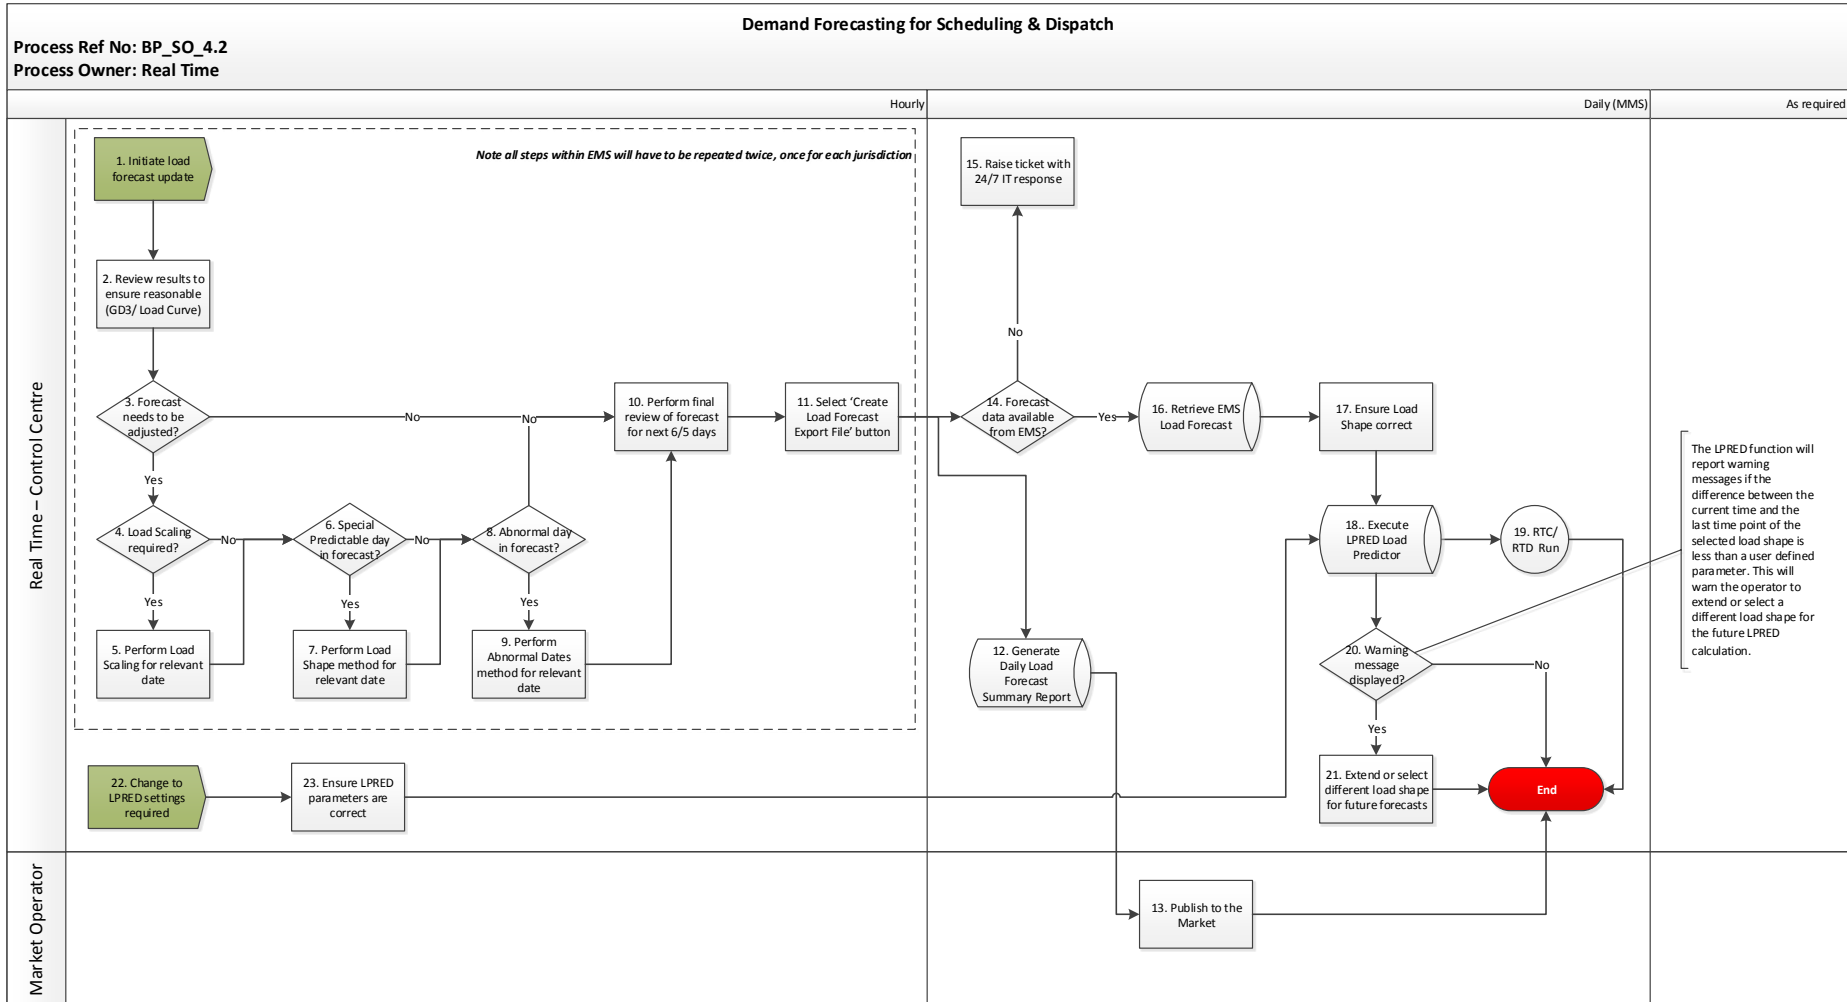 Demand Forecasting for Scheduling & Dispatch
Process Ref No: BP_SO_4.2
Process Owner: Real Time
Hourly
Daily (MMS)
As required
Real Time – Control Centre
Note all steps within EMS will have to be repeated twice, once for each jurisdiction
1. Initiate load
forecast update
2. Review results to
ensure reasonable
(GD3/ Load Curve)
3. Forecast
needs to be
adjusted?
No
Yes
4. Load Scaling
required?
No
Yes
5. Perform Load
Scaling for relevant
date
6. Special
Predictable day
in forecast?
No
Yes
7. Perform Load
Shape method for
relevant date
8. Abnormal day
in forecast?
No
Yes
9. Perform
Abnormal Dates
method for relevant
date
10. Perform final
review of forecast
for next 6/5 days
11. Select ‘Create
Load Forecast
Export File’ button
12. Generate
Daily Load
Forecast
Summary Report
14. Forecast
data available
from EMS?
No
Yes
15. Raise ticket with
24/7 IT response
16. Retrieve EMS
Load Forecast
17. Ensure Load
Shape correct
18.. Execute
LPRED Load
Predictor
19. RTC/
RTD Run
20. Warning
message
displayed?
No
Yes
21. Extend or select
different load shape
for future forecasts
End
The LPRED function will
report warning
messages if the
difference between the
current time and the
last time point of the
selected load shape is
less than a user defined
parameter. This will
warn the operator to
extend or select a
different load shape for
the future LPRED
calculation.
22. Change to
LPRED settings
required
23. Ensure LPRED
parameters are
correct
Market Operator
13. Publish to the
Market